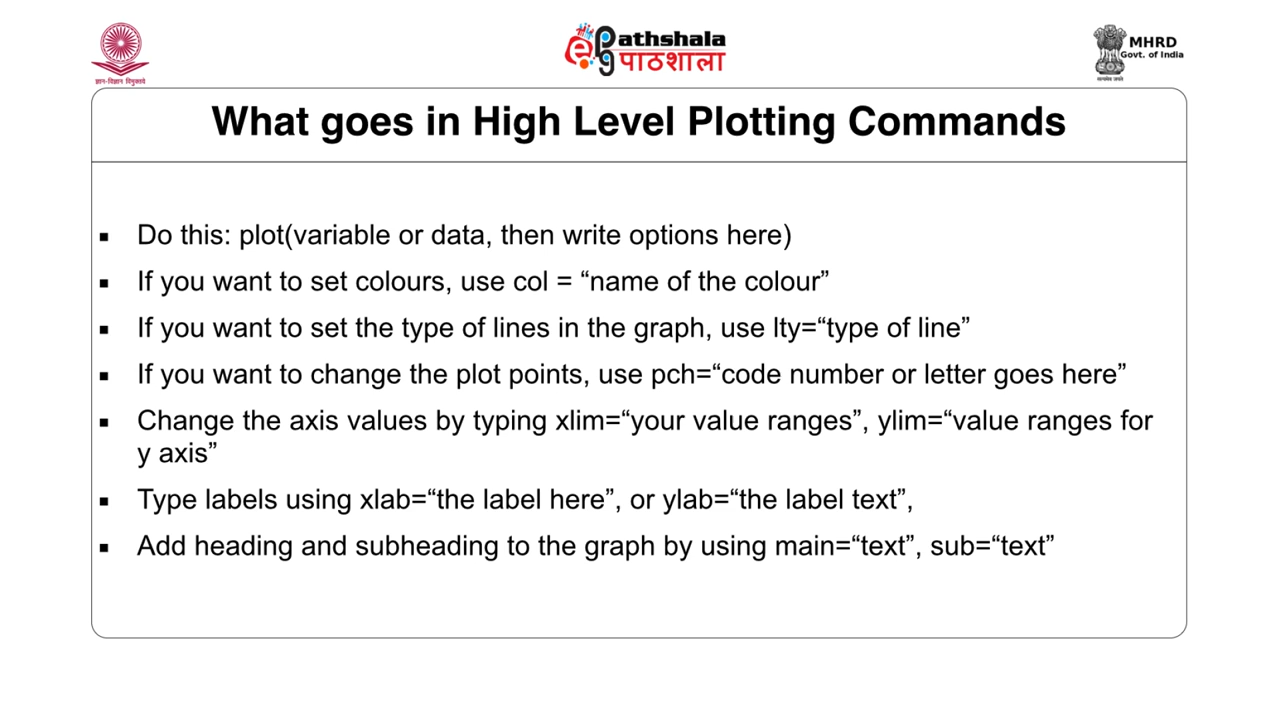 ज्ञान-विज्ञान विमुक्तये
ePathshala
पाठशाला
MHRD
Govt. of India
सत्यमेव जयते
What goes in High Level Plotting Commands
▪ Do this: plot(variable or data, then write options here)
▪ If you want to set colours, use col = “name of the colour”
▪ If you want to set the type of lines in the graph, use lty=“type of line”
▪ If you want to change the plot points, use pch=“code number or letter goes here”
▪ Change the axis values by typing xlim=“your value ranges”, ylim=“value ranges for
y axis”
▪ Type labels using xlab=“the label here”, or ylab=“the label text”,
▪ Add heading and subheading to the graph by using main=“text”, sub=“text”